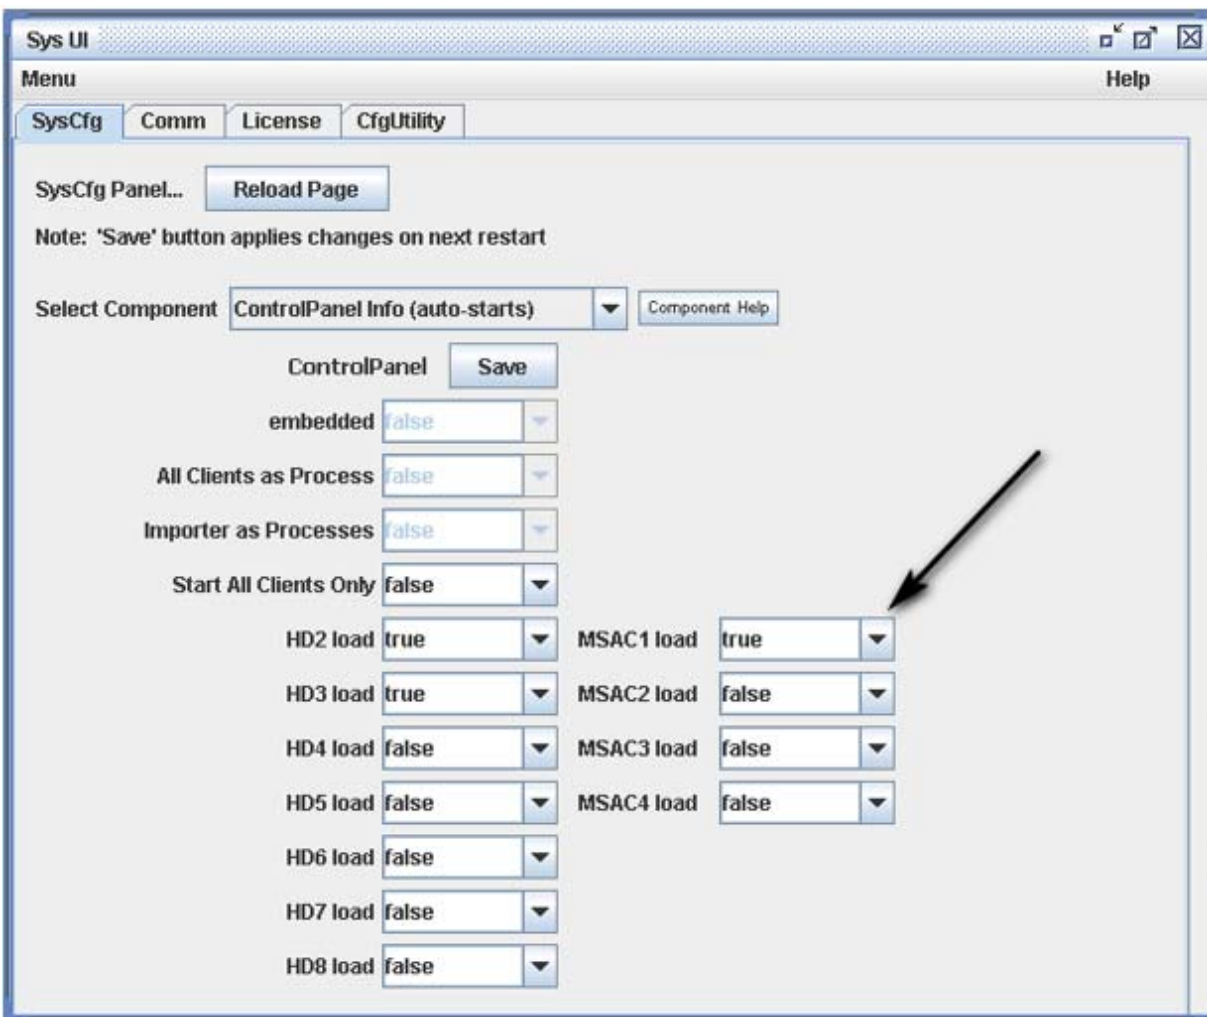 Sys UI
Menu Help
SysCfg Comm License CfgUtility
SysCfg Panel... Reload Page
Note: 'Save' button applies changes on next restart
Select Component ControlPanel Info (auto-starts) Component Help
ControlPanel Save
embedded false
All Clients as Process false
Importer as Processes false
Start All Clients Only false
HD2 load true MSAC1 load true
HD3 load true MSAC2 load false
HD4 load false MSAC3 load false
HD5 load false MSAC4 load false
HD6 load false
HD7 load false
HD8 load false